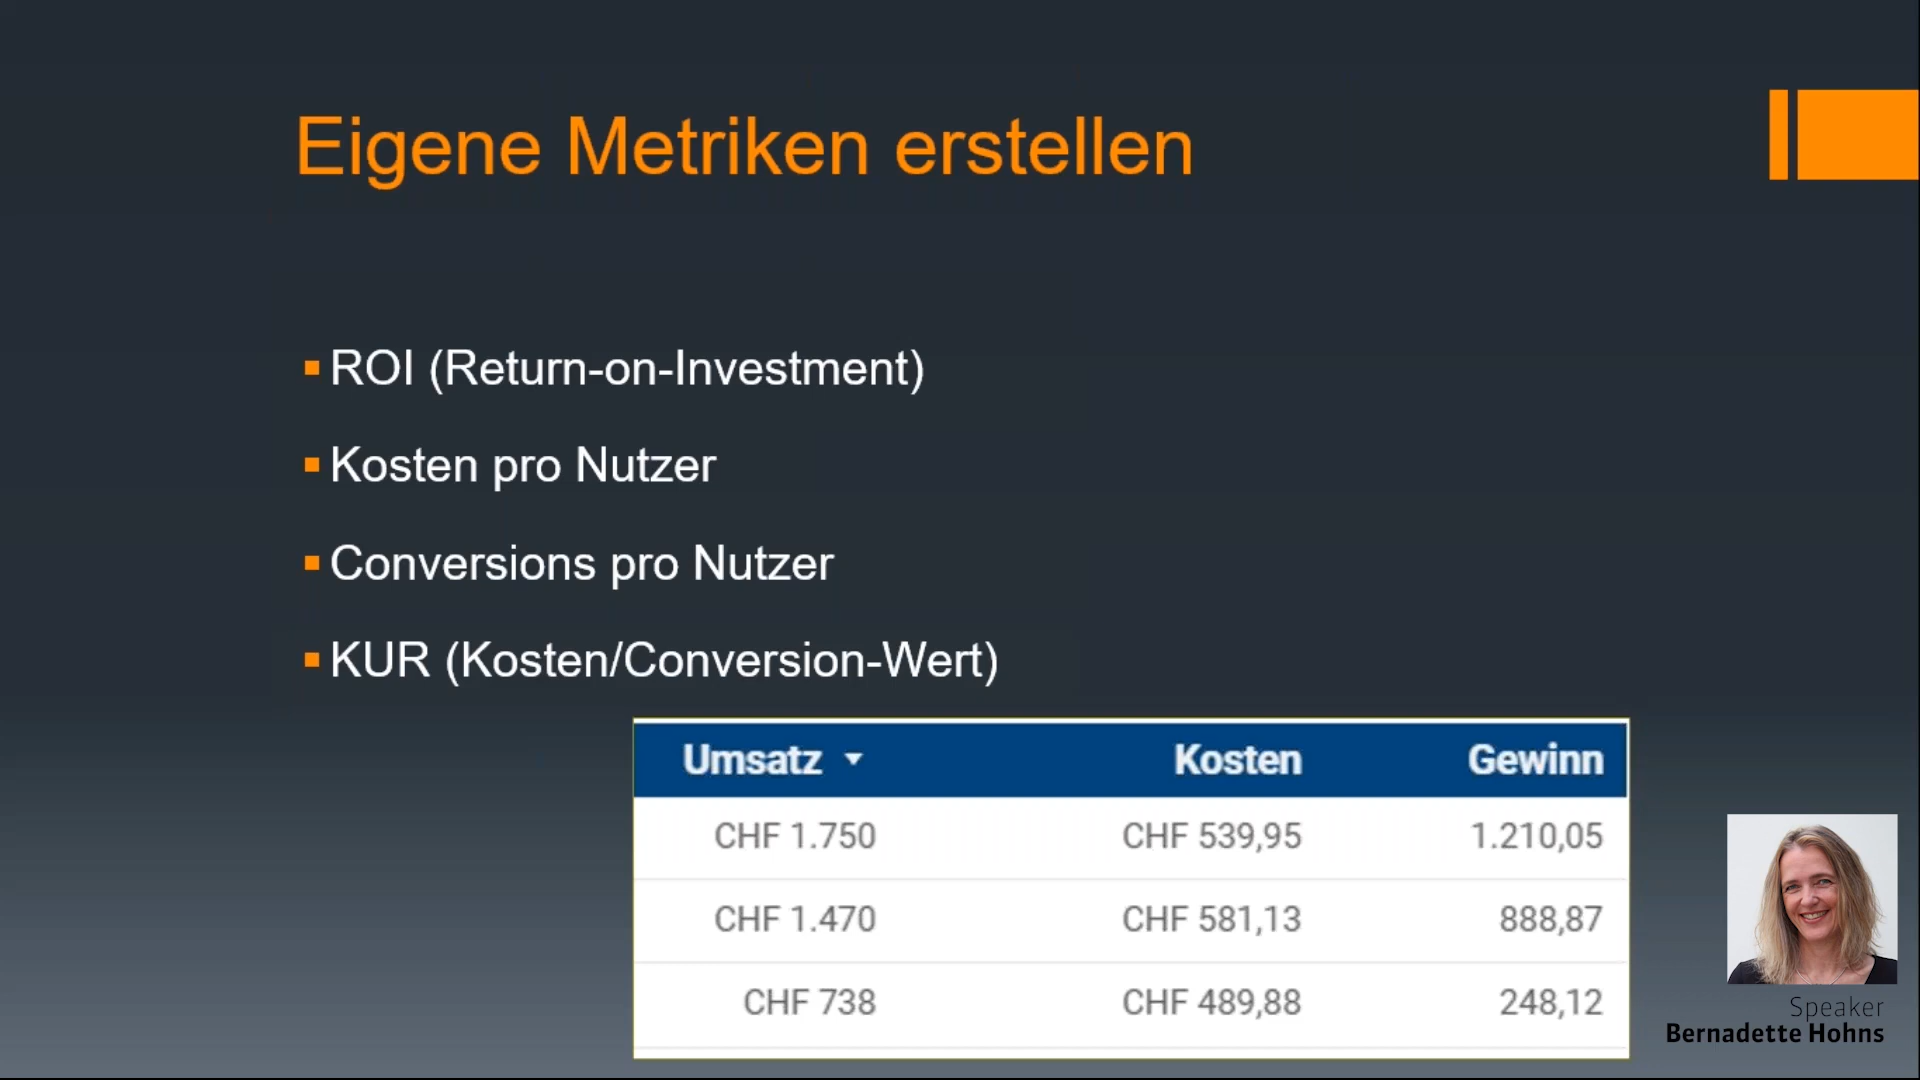 Eigene Metriken erstellen
ROI (Return-on-Investment)
Kosten pro Nutzer
Conversions pro Nutzer
KUR (Kosten/Conversion-Wert)
Umsatz Kosten Gewinn
CHF 1.750 CHF 539,95 1.210,05
CHF 1.470 CHF 581,13 888,87
CHF 738 CHF 489,88 248,12
Speaker
Bernadette Hohns